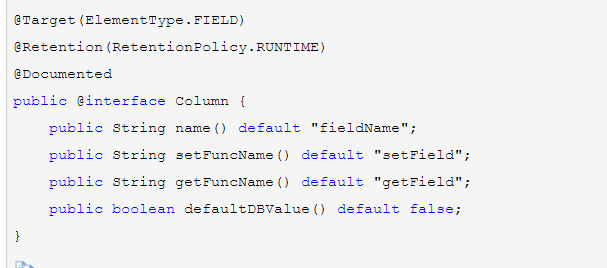 @Target(ElementType.FIELD)
@Retention(RetentionPolicy.RUNTIME)
@Documented
public @interface Column {
    public String name() default "fieldName";
    public String setFuncName() default "setField";
    public String getFuncName() default "getField";
    public boolean defaultDBValue() default false;
}